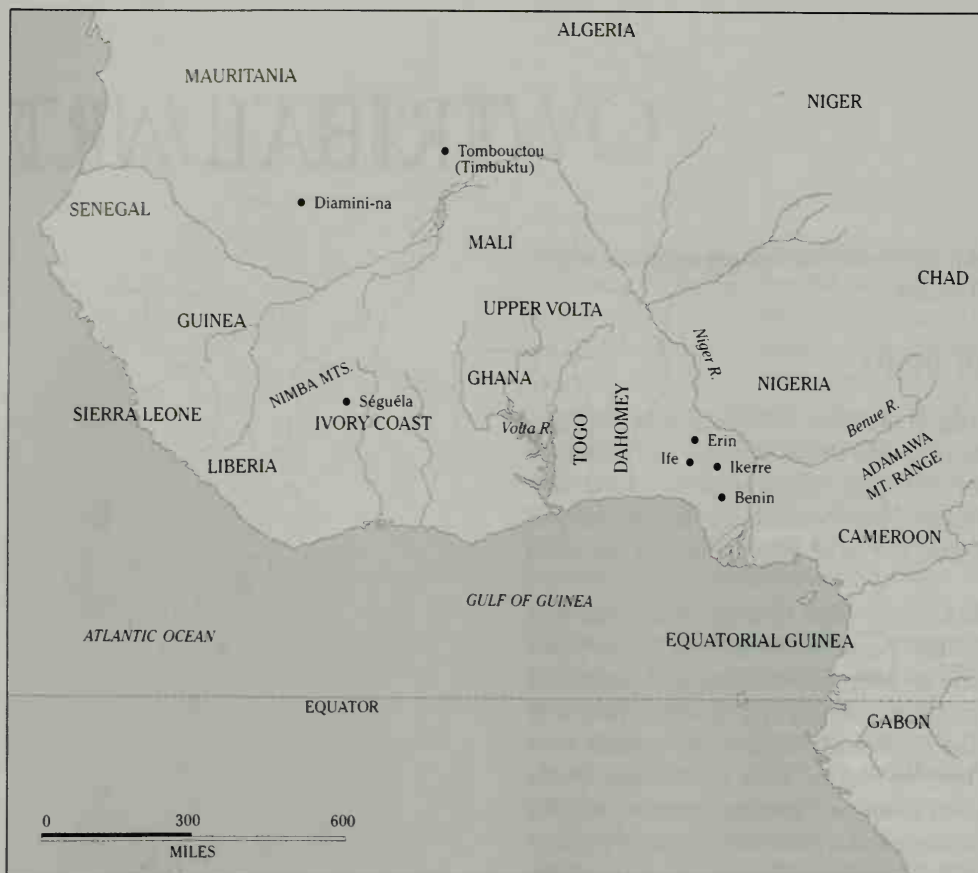 ALGERIA
MAURITANIA
NIGER
Tombouctou
(Timbuktu)
Diamini-na
SENEGAL
MALI
CHAD
UPPER VOLTA
GUINEA
Niger R.
NIMBA MTS.
GHANA
NIGERIA
Séguéla
SIERRA LEONE
IVORY COAST
Volta R.
TOGO
DAHOMEY
Benue R.
Erin
Ife
Ikerre
LIBERIA
ADAMAWA
MT. RANGE
Benin
CAMEROON
GULF OF GUINEA
ATLANTIC OCEAN
EQUATORIAL GUINEA
EQUATOR
GABON
0 300 600
MILES